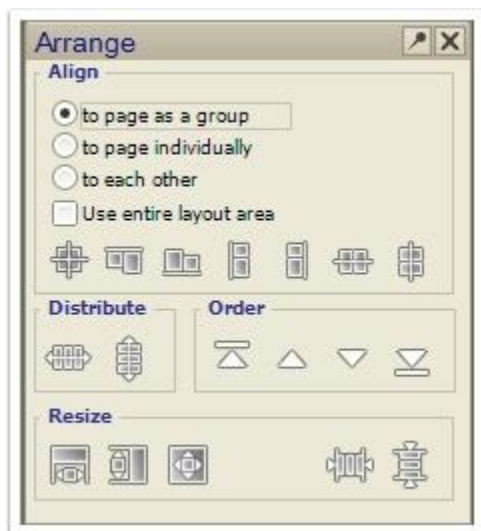 Arrange
Align
to page as a group
to page individually
to each other
Use entire layout area
Distribute
Order
Resize